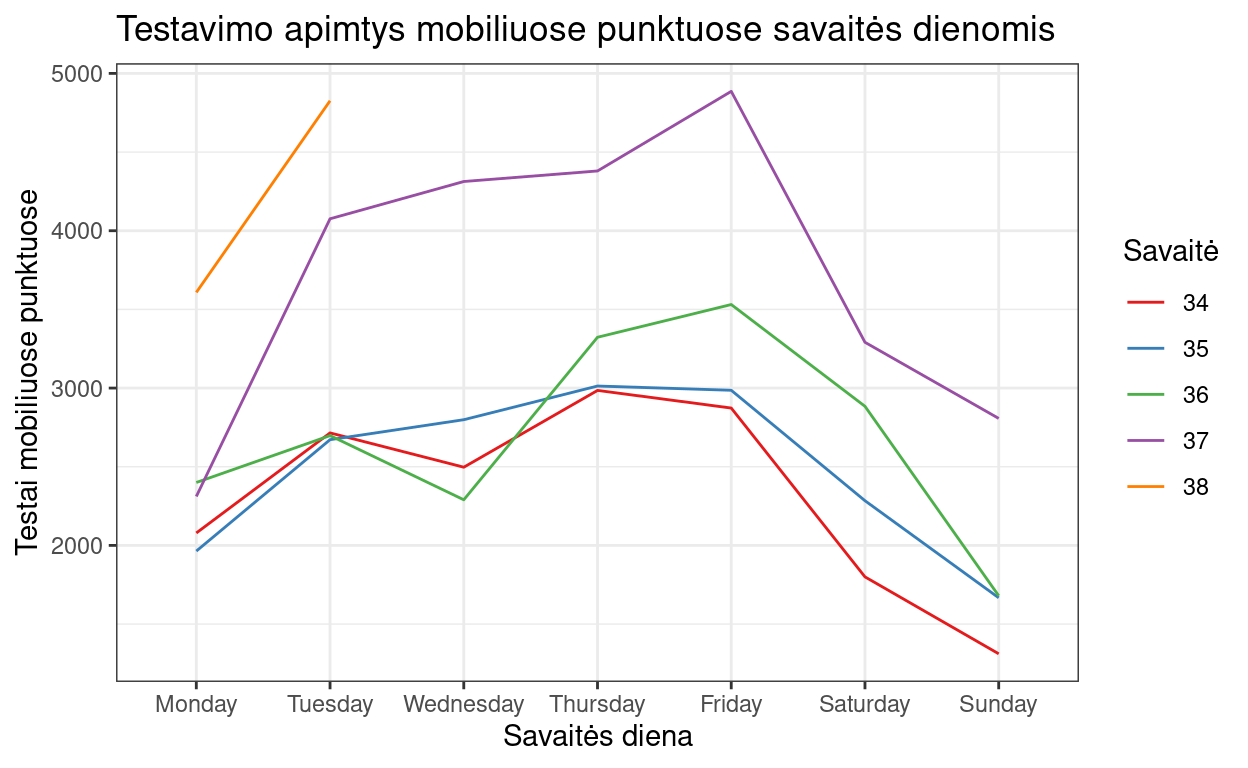 Testavimo apimtys mobiliuose punktuose savaitės dienomis
Testai mobiliuose punktuose
5000
4000
3000
2000
Monday Tuesday Wednesday Thursday Friday Saturday Sunday
Savaitės diena
Savaitė
34
35
36
37
38